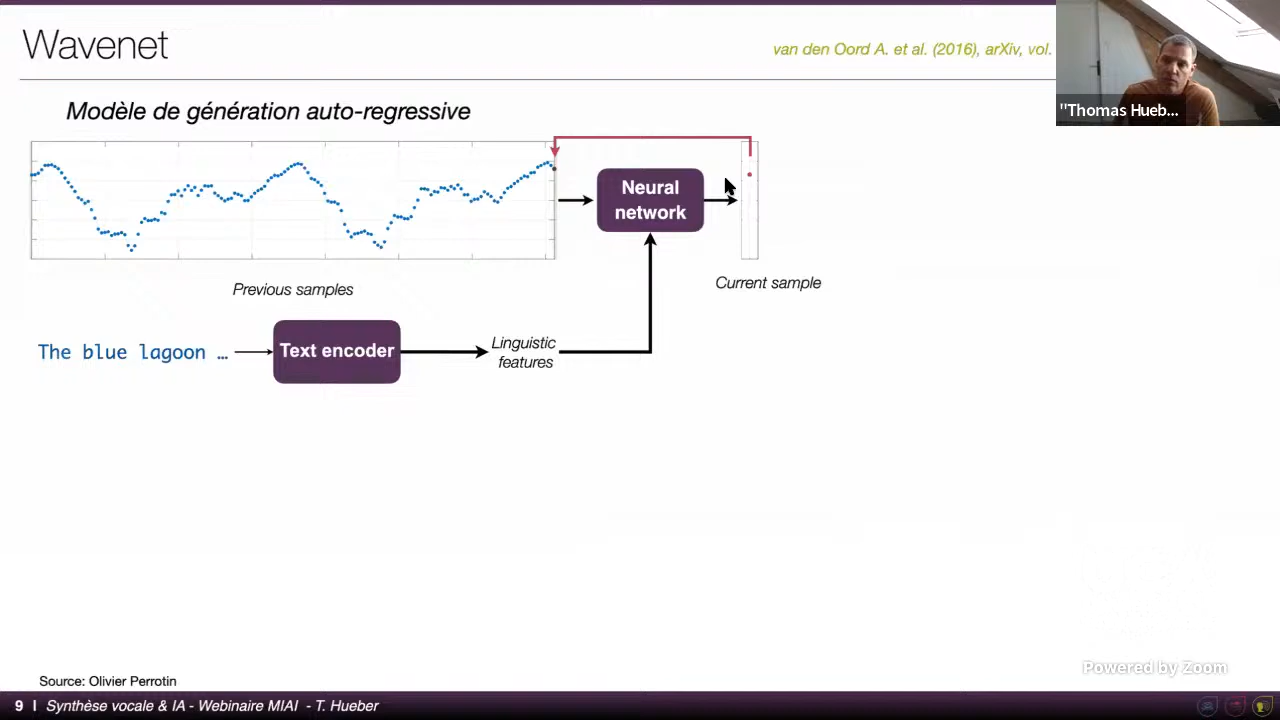 Wavenet
van den Oord A. et al. (2016), arXiv, vol.
"Thomas Hueb...
Modèle de génération auto-regressive
Neural
network
Previous samples
Current sample
The blue lagoon …
Text encoder
Linguistic
features
Source: Olivier Perrotin
Powered by Zoom
9 I Synthèse vocale & IA - Webinaire MIAI - T. Hueber